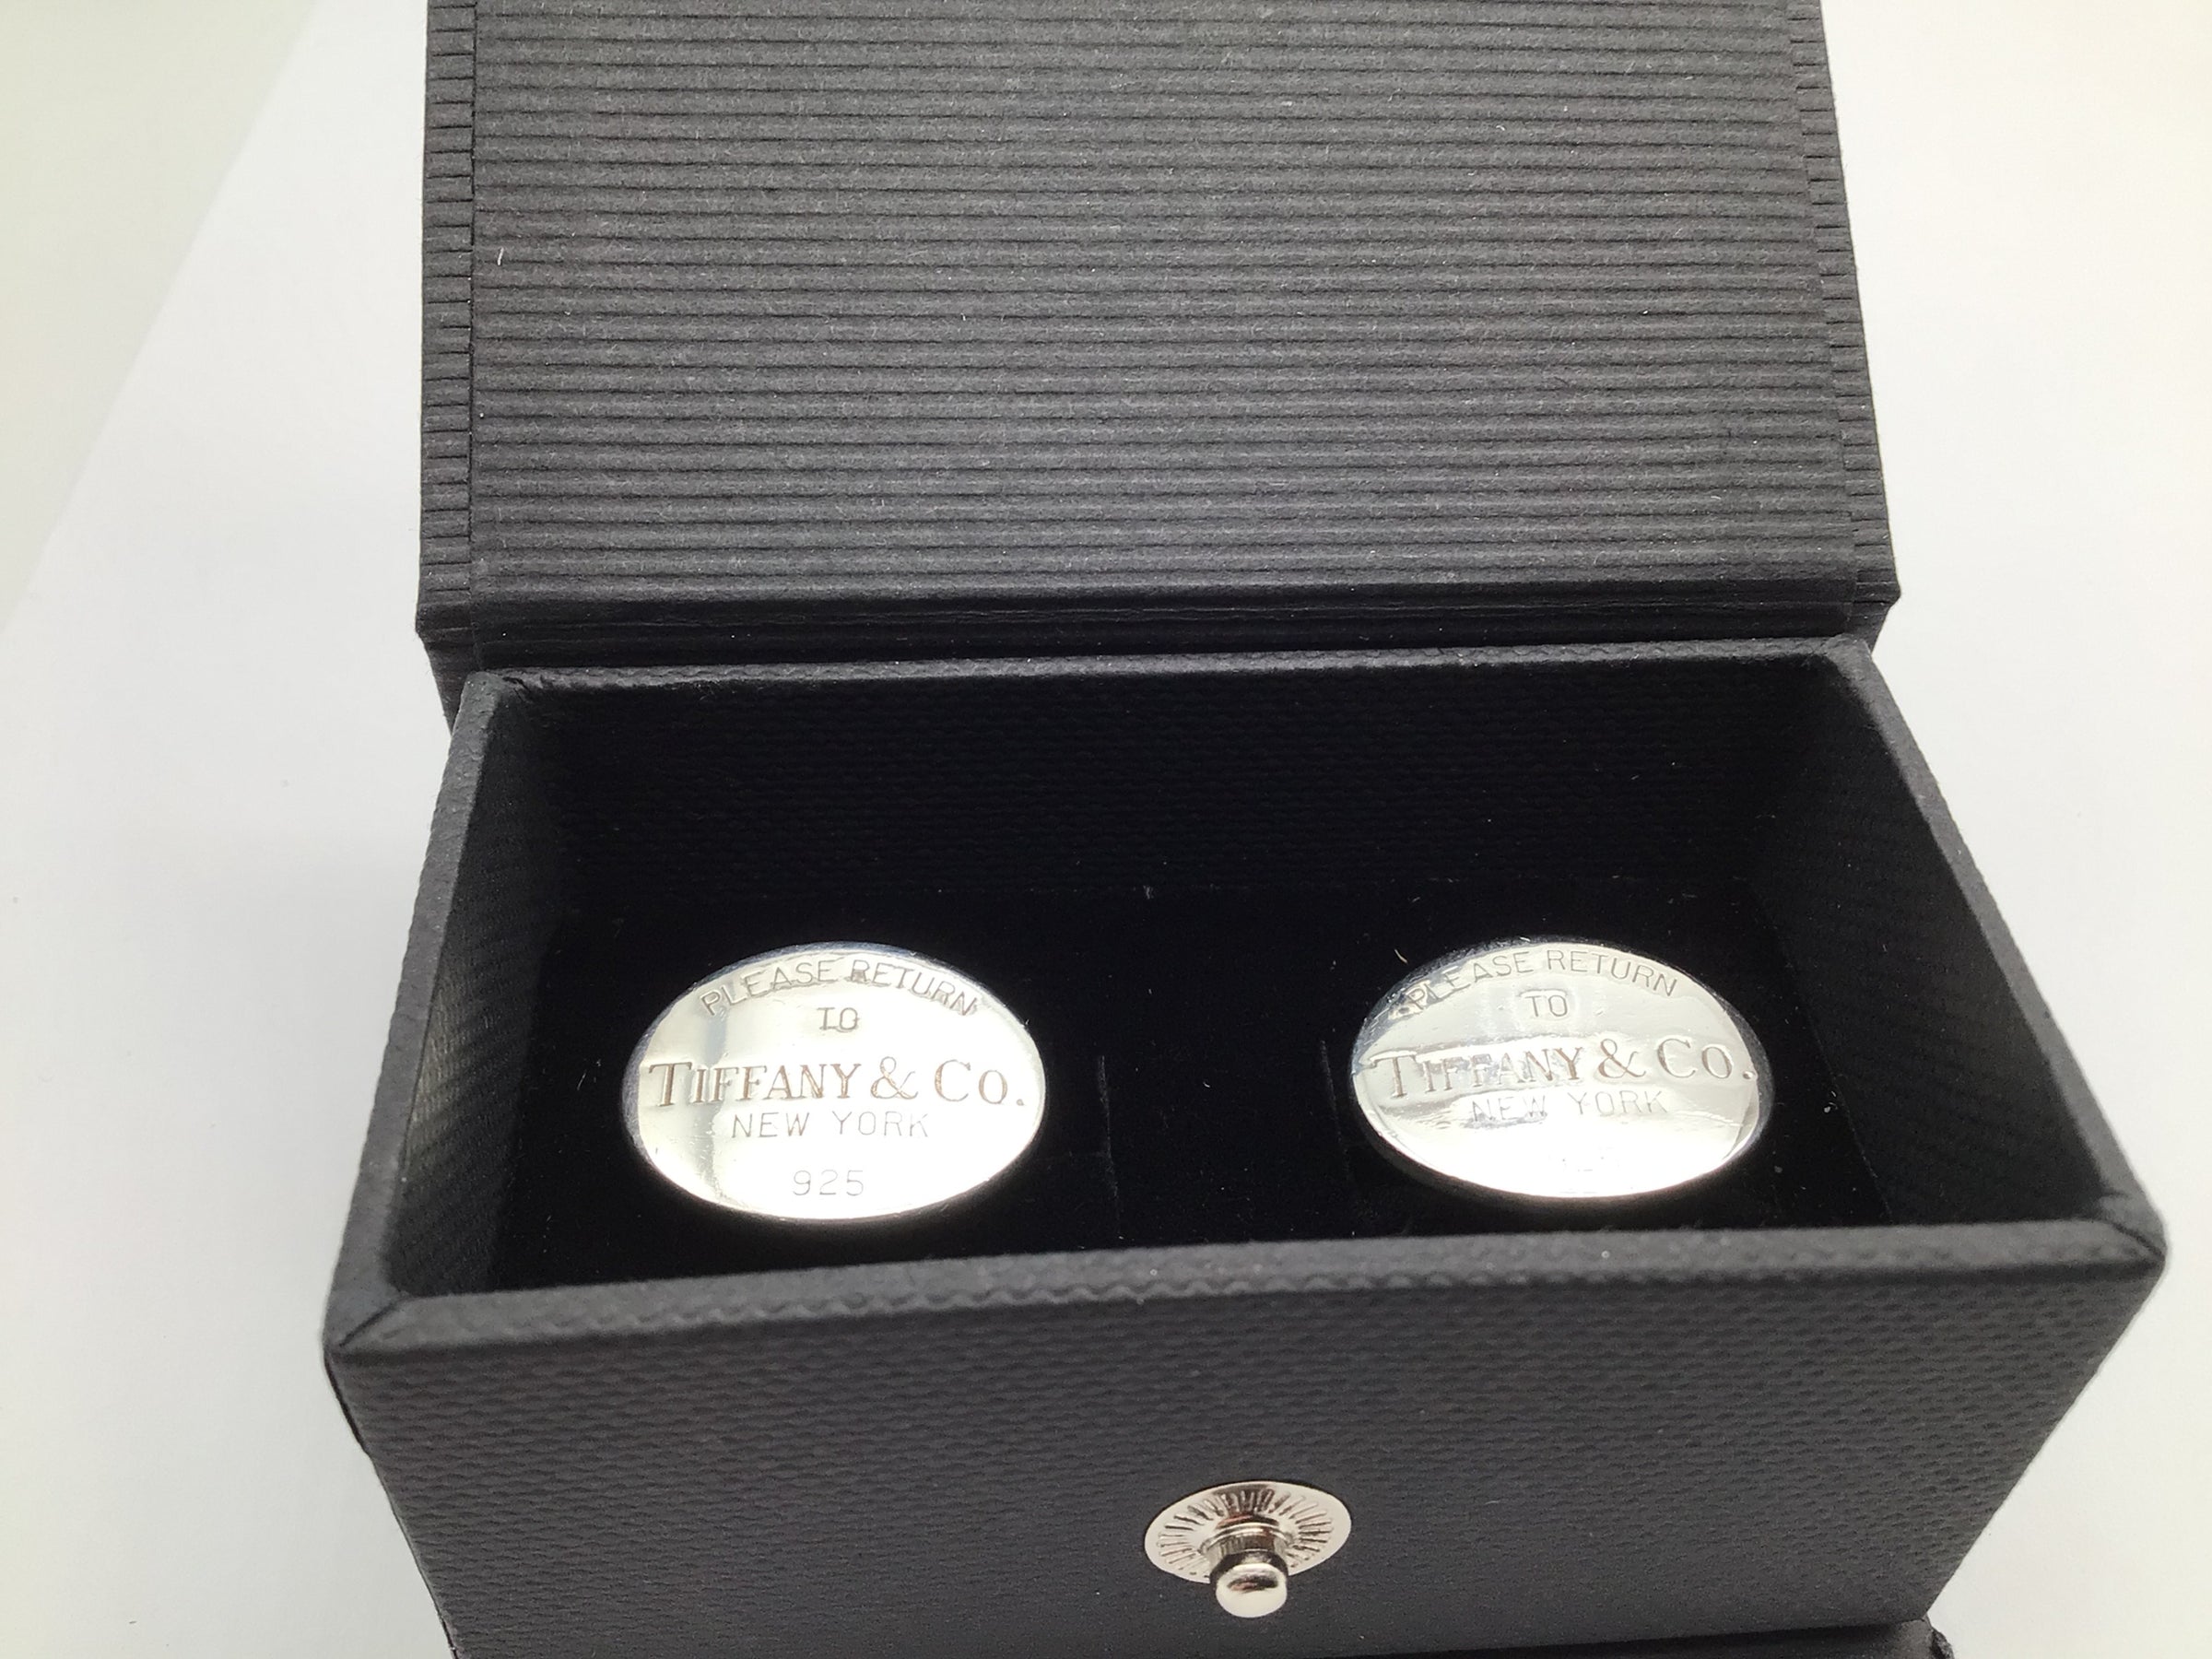 PLEASE RETURN
TO
TIFFANY & CO.
NEW YORK
925
PLEASE RETURN
TO
TIFFANY & CO.
NEW YORK